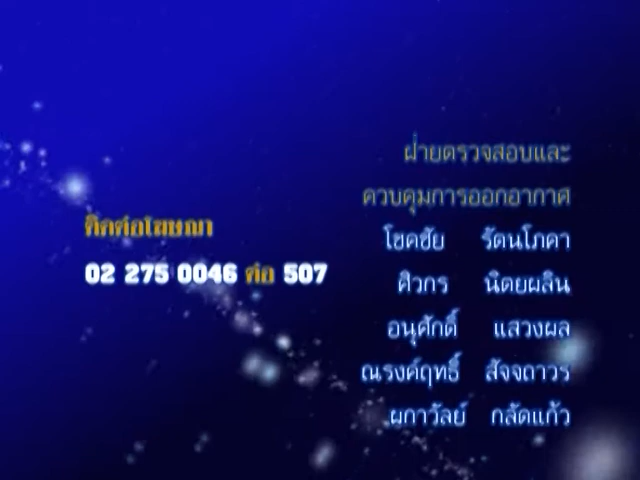 ติดต่อโฆษณา
02 275 0046 ต่อ 507
ฝ่ายตรวจสอบและ
ควบคุมการออกอากาศ
โชคชัย รัตนโภคา
ศิวกร นิตยผลิน
อนุศักดิ์ แสวงผล
ณรงค์ฤทธิ์ สัจจถาวร
ผกาวัลย์ กลัดแก้ว